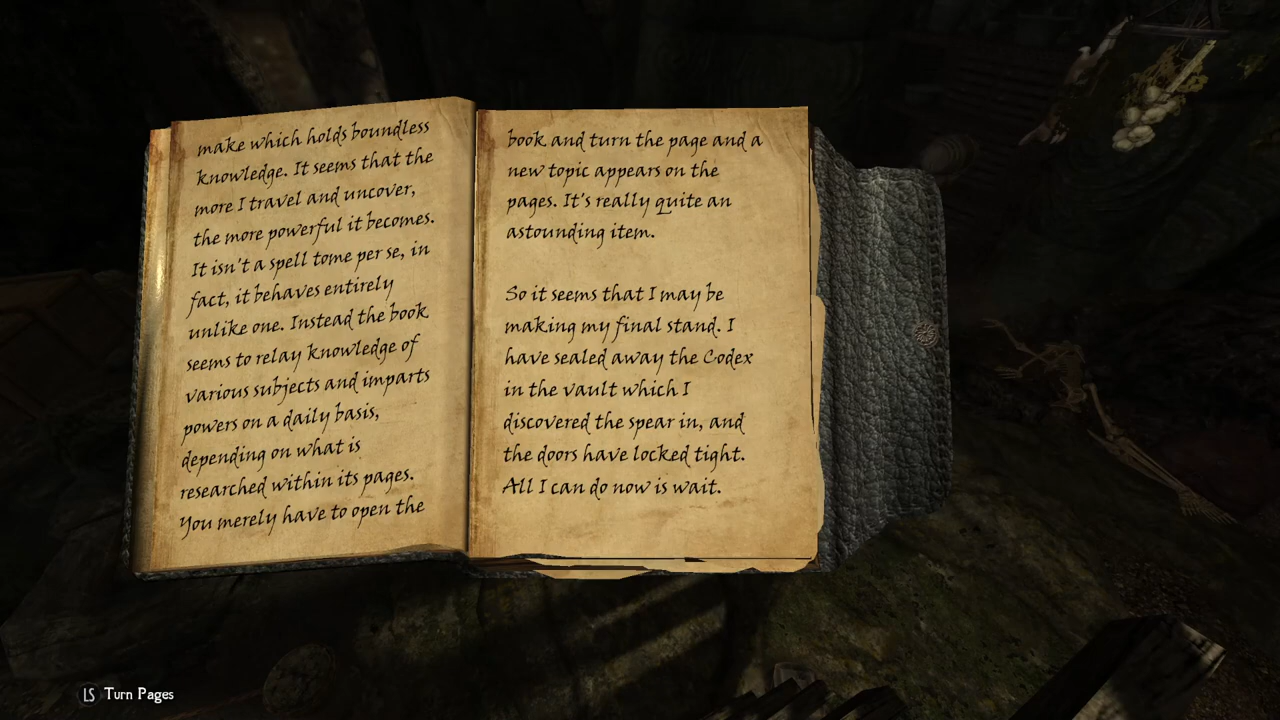 make which holds boundless
knowledge. It seems that the
more I travel and uncover,
the more powerful it becomes.
It isn't a spell tome per se, in
fact, it behaves entirely
unlike one. Instead the book
seems to relay knowledge of
various subjects and imparts
powers on a daily basis,
depending on what is
researched within its pages.
You merely have to open the
book and turn the page and a
new topic appears on the
pages. It's really quite an
astounding item.
So it seems that I may be
making my final stand. I
have sealed away the Codex
in the vault which I
discovered the spear in, and
the doors have locked tight.
All I can do now is wait.
LS Turn Pages